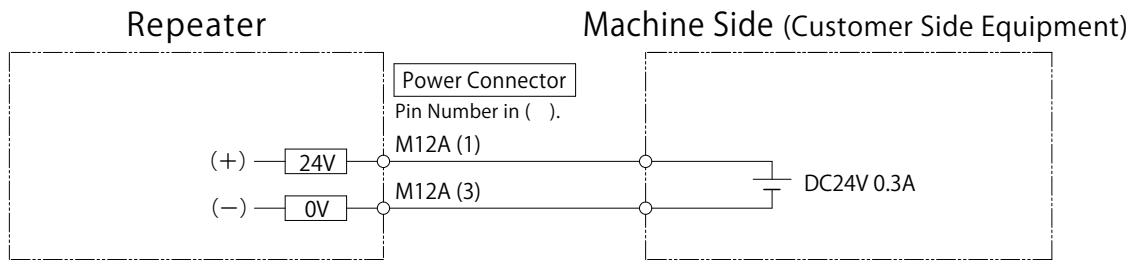 Repeater
Machine Side (Customer Side Equipment)
Power Connector
Pin Number in (   ).
M12A (1)
(+) 24V
DC24V 0.3A
M12A (3)
(−) 0V